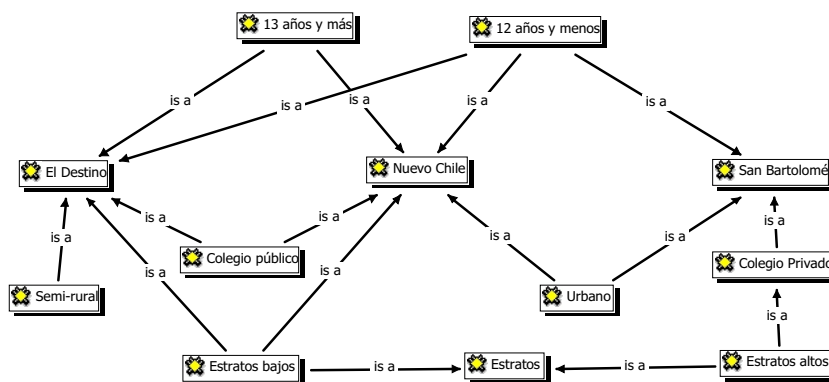 13 años y más
12 años y menos
is a
is a
is a
is a
is a
El Destino
Nuevo Chile
San Bartolomé
is a
is a
is a
is a
is a
is a
Colegio público
is a
is a
Colegio Privado
Semi-rural
Urbano
is a
Estratos bajos
is a
Estratos
is a
Estratos altos